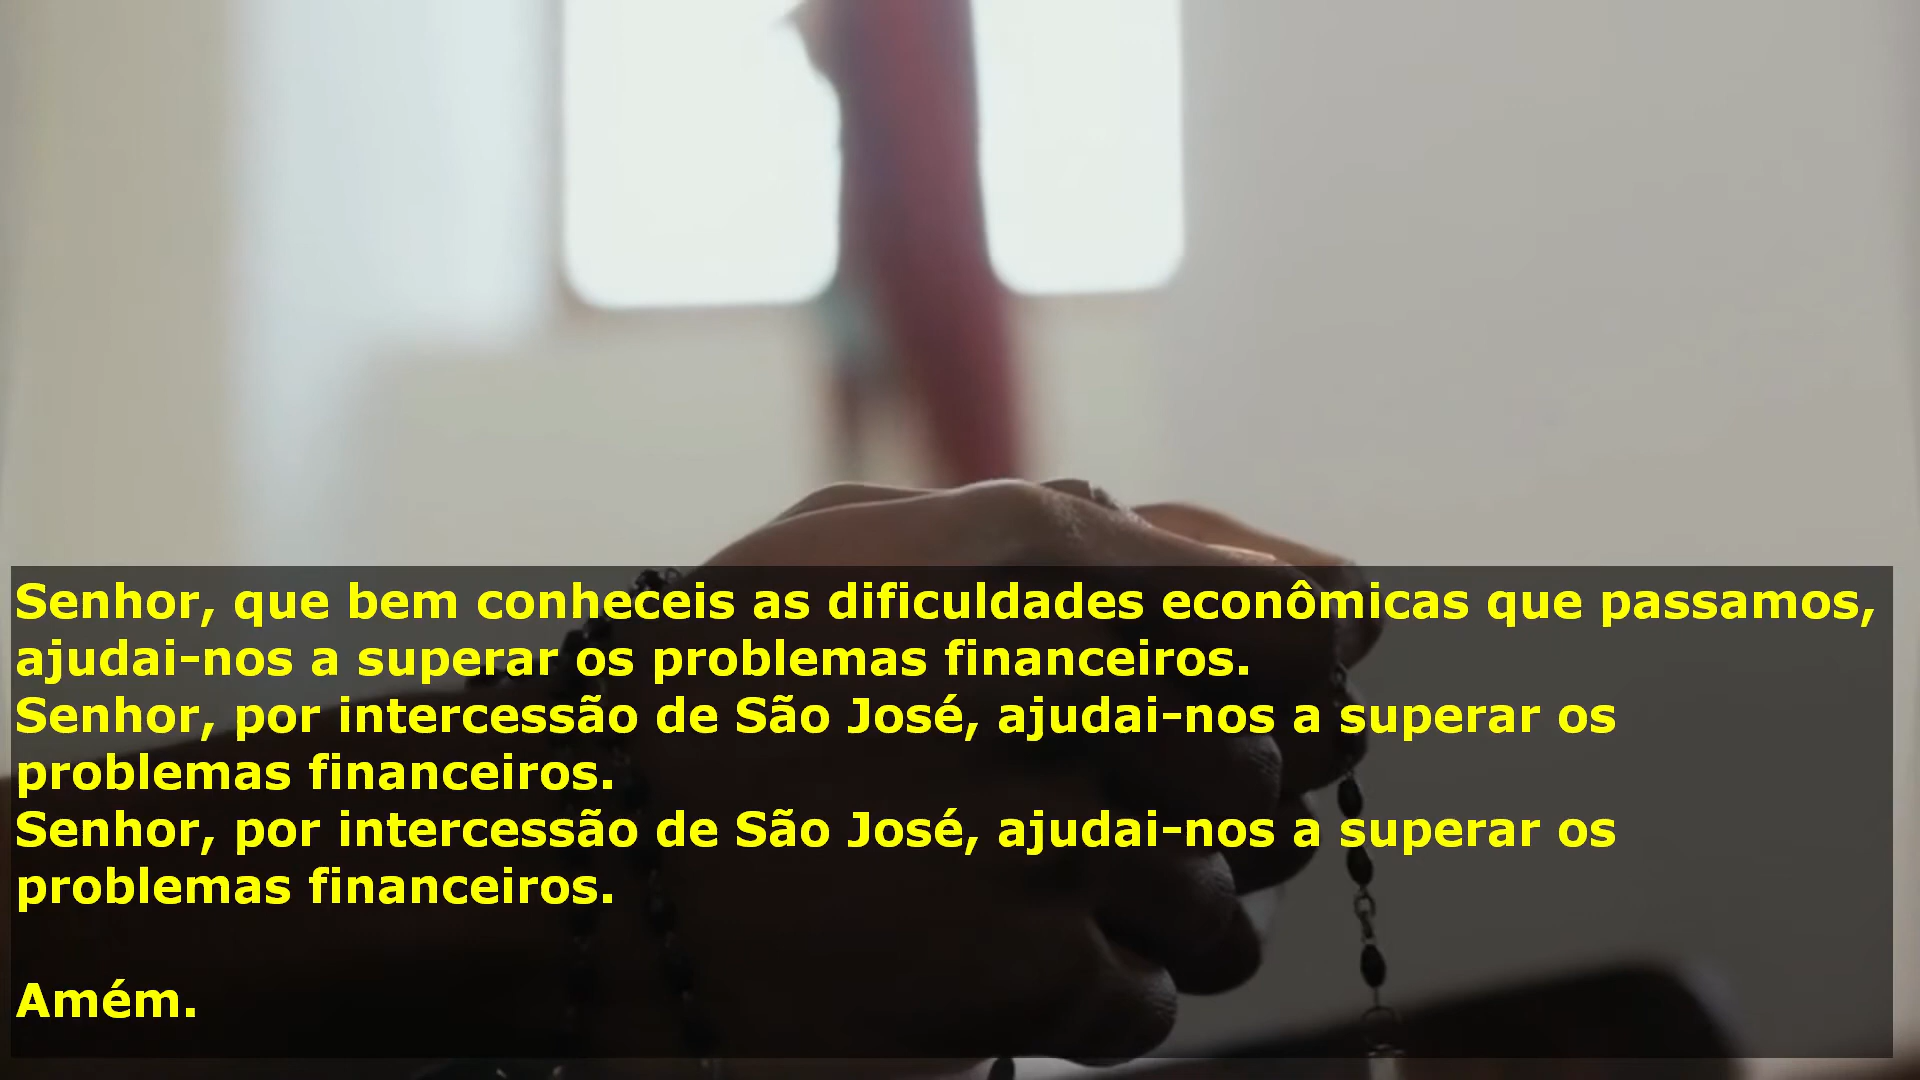 Senhor, que bem conheceis as dificuldades econômicas que passamos,
ajudai-nos a superar os problemas financeiros.
Senhor, por intercessão de São José, ajudai-nos a superar os
problemas financeiros.
Senhor, por intercessão de São José, ajudai-nos a superar os
problemas financeiros.
Amém.